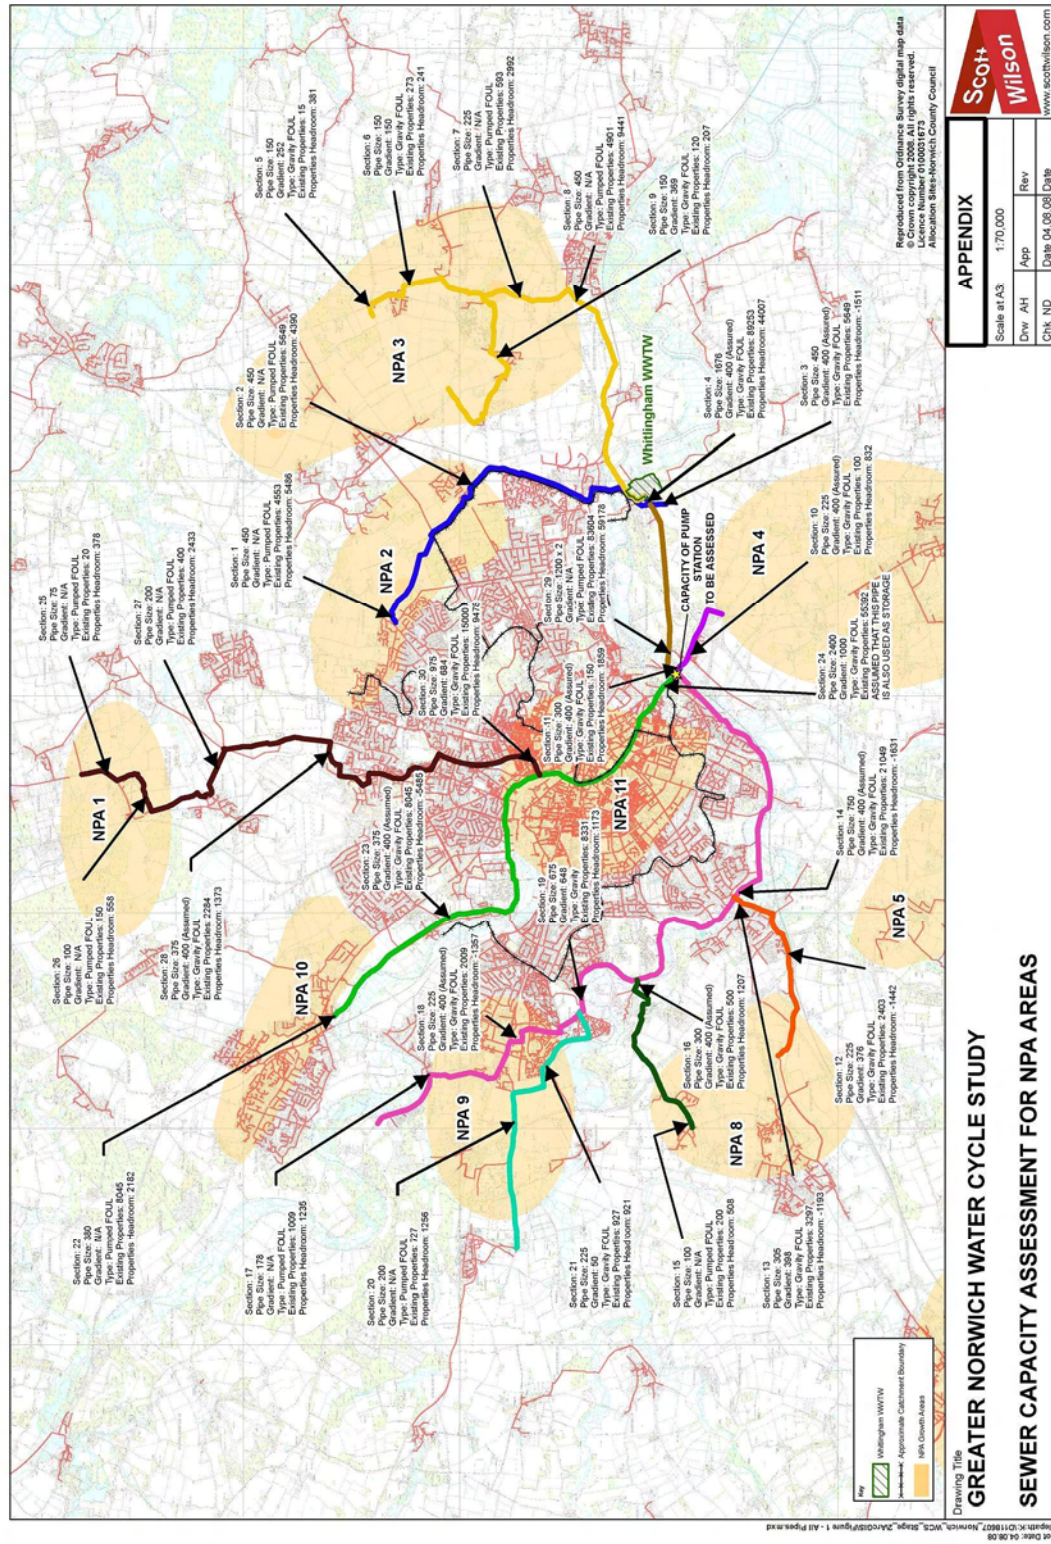 Section: 5
Pipe Size: 150
Gradient: 252
Type: Gravity FOUL
Existing Properties: 15
Properties Headroom: 381
Section: 6
Pipe Size: 150
Gradient: 150
Type: Gravity FOUL
Existing Properties: 273
Properties Headroom: 241
Section: 7
Pipe Size: 225
Gradient: N/A
Type: Pumped FOUL
Existing Properties: 593
Properties Headroom: 2992
Section: 8
Pipe Size: 450
Gradient: N/A
Type: Pumped FOUL
Existing Properties: 4901
Properties Headroom: 9441
Section: 9
Pipe Size: 150
Gradient: 369
Type: Gravity FOUL
Existing Properties: 120
Properties Headroom: 207
Section: 2
Pipe Size: 450
Gradient: N/A
Type: Pumped FOUL
Existing Properties: 5649
Properties Headroom: 4390
Section: 1
Pipe Size: 450
Gradient: N/A
Type: Pumped FOUL
Existing Properties: 4553
Properties Headroom: 5486
Section: 4
Pipe Size: 1676
Gradient: 400 (Assured)
Type: Gravity FOUL
Existing Properties: 89253
Properties Headroom: 44007
Section: 3
Pipe Size: 450
Gradient: 400 (Assured)
Type: Gravity FOUL
Existing Properties: 5649
Properties Headroom: -1511
Section: 10
Pipe Size: 225
Gradient: 400 (Assured)
Type: Gravity FOUL
Existing Properties: 100
Properties Headroom: 832
Section: 25
Pipe Size: 75
Gradient: N/A
Type: Pumped FOUL
Existing Properties: 20
Properties Headroom: 378
Section: 27
Pipe Size: 200
Gradient: N/A
Type: Pumped FOUL
Existing Properties: 400
Properties Headroom: 2433
Section: 30
Pipe Size: 975
Gradient: 684
Type: Gravity FOUL
Existing Properties: 15000
Properties Headroom: 9476
Section: 29
Pipe Size: 1200 x 2
Gradient: N/A
Type: Pumped FOUL
Existing Properties: 83604
Properties Headroom: 59178
Section: 11
Pipe Size: 300
Gradient: 400 (Assured)
Type: Gravity FOUL
Existing Properties: 150
Properties Headroom: 1859
CAPACITY OF PUMP
STATION
TO BE ASSESSED
Section: 24
Pipe Size: 2400
Gradient: 1000
Type: Gravity FOUL
Existing Properties: 55392
ASSUMED THAT THIS PIPE
IS ALSO USED AS STORAGE
Section: 26
Pipe Size: 100
Gradient: N/A
Type: Pumped FOU.
Existing Properties: 150
Properties Headroom: 558
Section: 28
Pipe Size: 375
Gradient: 400 (Assumed)
Type: Gravity FOUL
Existing Properties: 2284
Properties Headroom: 1373
Section: 23
Pipe Size: 375
Gradient: 400 (Assumed)
Type: Gravity FOUL
Existing Properties: 8045
Properties Headroom: -5485
Section: 19
Pipe Size: 675
Gradient: 648
Type: Gravity
Existing Properties: 8331
Properties Headroom: 1173
Section: 14
Pipe Size: 750
Gradient: 400 (Assumed)
Type: Gravity FOUL
Existing Properties: 21049
Properties Headroom: -1631
Section: 18
Pipe Size: 225
Gradient: 400 (Assumed)
Type: Gravity FOUL
Existing Properties: 2009
Properties Headroom: -1357
Section: 16
Pipe Size: 300
Gradient: 400 (Assumed)
Type: Gravity FOUL
Existing Properties: 500
Properties Headroom: 1207
Section: 12
Pipe Size: 225
Gradient: 376
Type: Gravity FOUL
Existing Properties: 2403
Properties Headroom: -1442
Section: 22
Pipe Size: 380
Gradient: N/A
Type: Pumped FOUL
Existing Properties: 8045
Properties Headroom: 2182
Section: 17
Pipe Size: 178
Gradient: N/A
Type: Pumped FOUL
Existing Properties: 1009
Properties Headroom: 1235
Section: 20
Pipe Size: 200
Gradient: N/A
Type: Pumped FOUL
Existing Properties: 727
Properties Headroom: 1256
Section: 21
Pipe Size: 225
Gradient: 50
Type: Gravity FOUL
Existing Properties: 927
Properties Headroom: 921
Section: 15
Pipe Size: 100
Gradient: N/A
Type: Pumped FOUL
Existing Properties: 200
Properties Headroom: 508
Section: 13
Pipe Size: 305
Gradient: 398
Type: Gravity FOUL
Existing Properties: 3297
Properties Headroom: -1193
NPA 1
NPA 2
NPA 3
NPA 4
NPA 5
NPA 8
NPA 9
NPA 10
NPA 11
Whitlingham WWTW
Key
Whitlingham WWTW
Approximate Catchment Boundary
NPA Growth Areas
Reproduced from Ordnance Survey digital map data
© Crown copyright 2008. All rights reserved.
Licence Number 0100031673
Allocation Sites-Norwich County Council
Drawing Title
GREATER NORWICH WATER CYCLE STUDY
SEWER CAPACITY ASSESSMENT FOR NPA AREAS
APPENDIX
Scale at A3: 1:70,000
Drw AH App Rev
Chk ND Date 04.08.08 Date
Scott
Wilson
www.scottwilson.com